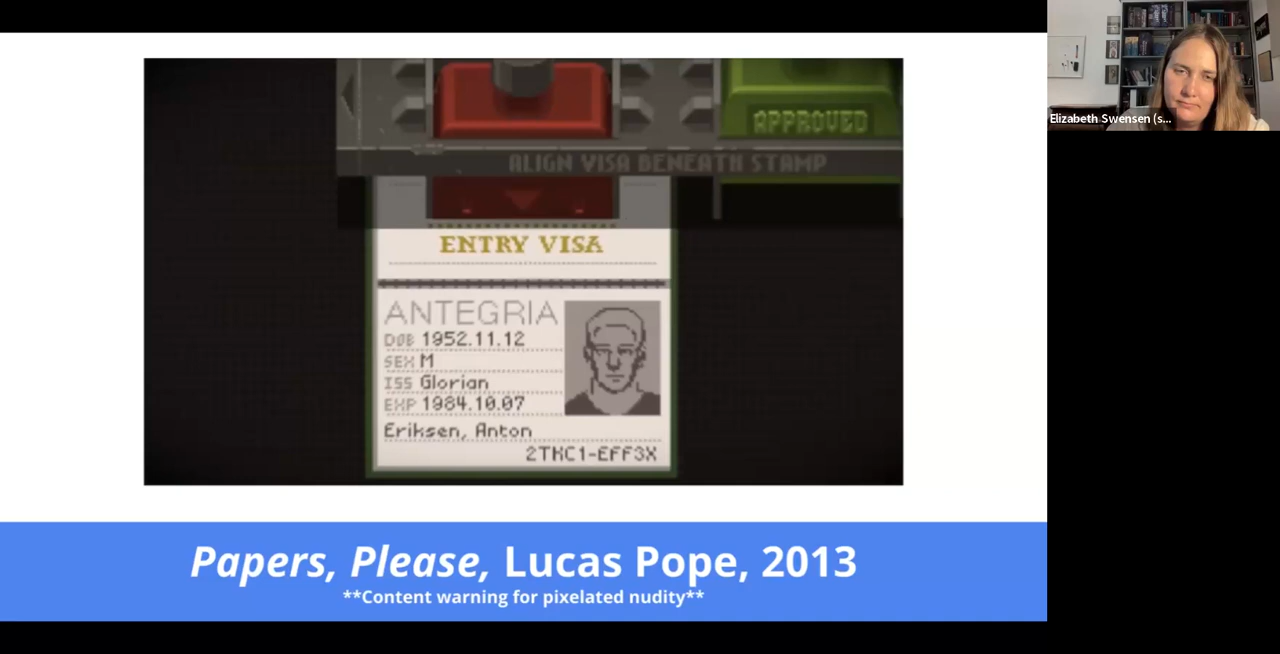 APPROVED
ALIGN VISA BENEATH STAMP
ENTRY VISA
ANTEGRIA
DOB 1952.11.12
SEX M
ISS Glorian
EXP 1984.10.07
Eriksen, Anton
2TKC1-EFF3X
Papers, Please, Lucas Pope, 2013
**Content warning for pixelated nudity**
Elizabeth Swensen (s...